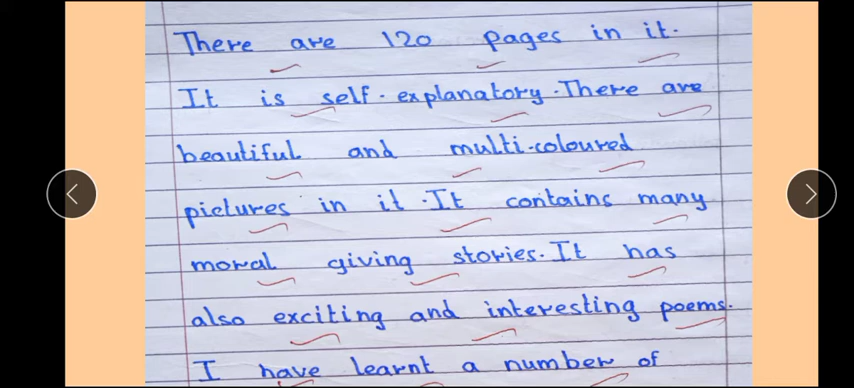 There are 120 pages in it.
It is self-explanatory. There are
beautiful and multi-coloured
pictures in it. It contains many
moral giving stories. It has
also exciting and interesting poems.
I have learnt a number of